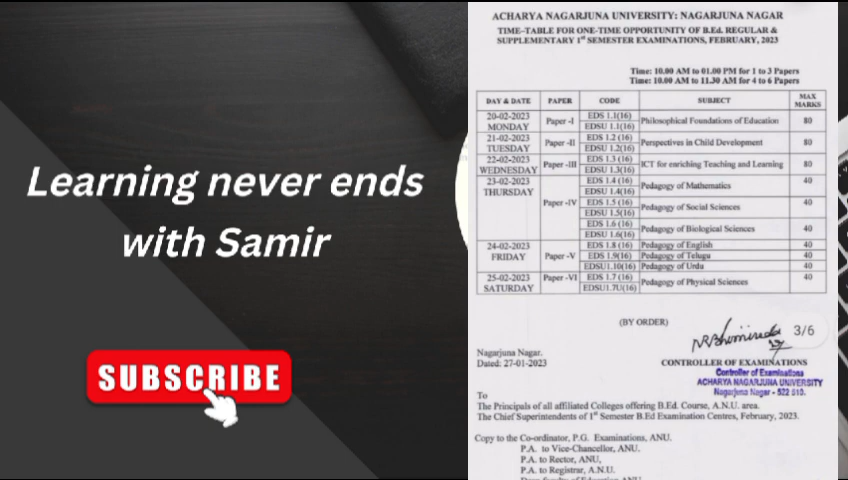 Learning never ends
with Samir
SUBSCRIBE
ACHARYA NAGARJUNA UNIVERSITY: NAGARJUNA NAGAR
TIME-TABLE FOR ONE-TIME OPPORTUNITY OF B.Ed. REGULAR &
SUPPLEMENTARY 1st SEMESTER EXAMINATIONS, FEBRUARY, 2023
Time: 10.00 AM to 01.00 PM for 1 to 3 Papers
Time: 10.00 AM to 11.30 AM for 4 to 6 Papers
DAY & DATE PAPER CODE SUBJECT MAX MARKS
20-02-2023 MONDAY Paper -I EDS 1.1(16) EDSU 1.1(16) Philosophical Foundations of Education 80
21-02-2023 TUESDAY Paper -II EDS 1.2 (16) EDSU 1.2(16) Perspectives in Child Development 80
22-02-2023 WEDNESDAY Paper -III EDS 1.3 (16) EDSU 1.3(16) ICT for enriching Teaching and Learning 80
23-02-2023 THURSDAY Paper -IV EDS 1.4 (16) EDSU 1.4(16) Pedagogy of Mathematics 40
EDS 1.5 (16) EDSU 1.5(16) Pedagogy of Social Sciences 40
EDS 1.6 (16) EDSU 1.6(16) Pedagogy of Biological Sciences 40
24-02-2023 FRIDAY Paper -V EDS 1.8 (16) Pedagogy of English 40
EDS 1.9(16) Pedagogy of Telugu 40
EDSU1.10(16) Pedagogy of Urdu 40
25-02-2023 SATURDAY Paper -VI EDS 1.7 (16) EDSU1.7U(16) Pedagogy of Physical Sciences 40
(BY ORDER)
3/6
Nagarjuna Nagar.
Dated: 27-01-2023
CONTROLLER OF EXAMINATIONS
Controller of Examinations
ACHARYA NAGARJUNA UNIVERSITY
Nagarjuna Nagar - 522 510.
To
The Principals of all affiliated Colleges offering B.Ed. Course, A.N.U. area.
The Chief Superintendents of 1st Semester B.Ed Examination Centres, February, 2023.
Copy to the Co-ordinator, P.G. Examinations, ANU.
P.A. to Vice-Chancellor, ANU.
P.A. to Rector, ANU,
P.A. to Registrar, A.N.U.